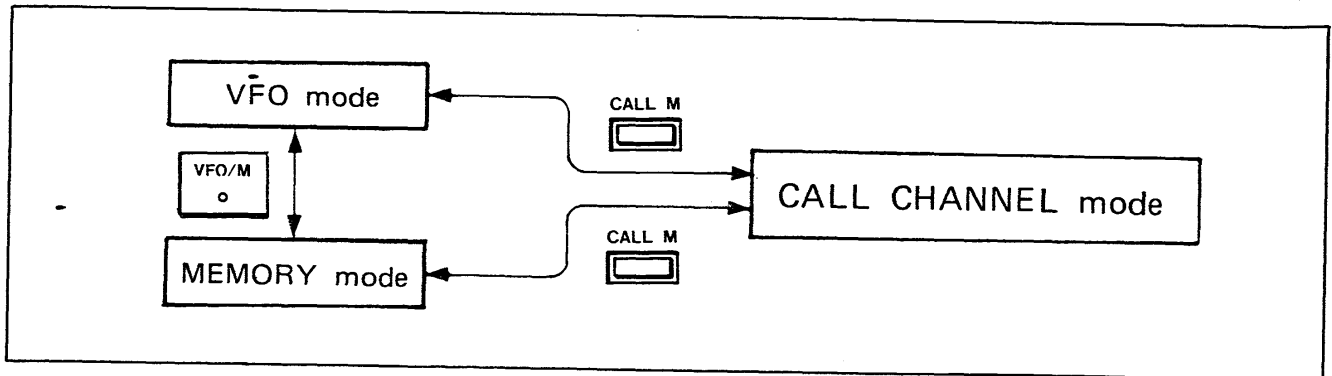 VFO mode
CALL M
VFO/M
CALL CHANNEL mode
CALL M
MEMORY mode